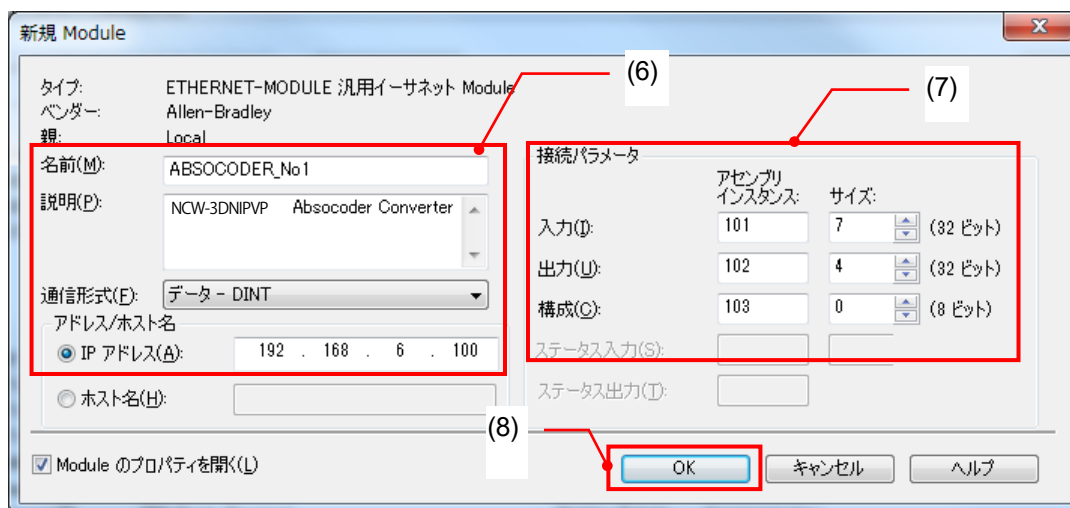 新規 Module
タイプ: ETHERNET-MODULE 汎用イーサネット Module
ベンダー: Allen-Bradley
親: Local
(6)
(7)
名前(M): ABSOCODER_No1
説明(P): NCW-3DNIPVP Absocoder Converter
通信形式(F): データ - DINT
アドレス/ホスト名
IP アドレス(A): 192 . 168 . 6 . 100
ホスト名(H):
接続パラメータ
アセンブリ
インスタンス: サイズ:
入力(I): 101 7 (32 ビット)
出力(U): 102 4 (32 ビット)
構成(C): 103 0 (8 ビット)
ステータス入力(S):
ステータス出力(T):
(8)
Module のプロパティを開く(L)
OK キャンセル ヘルプ